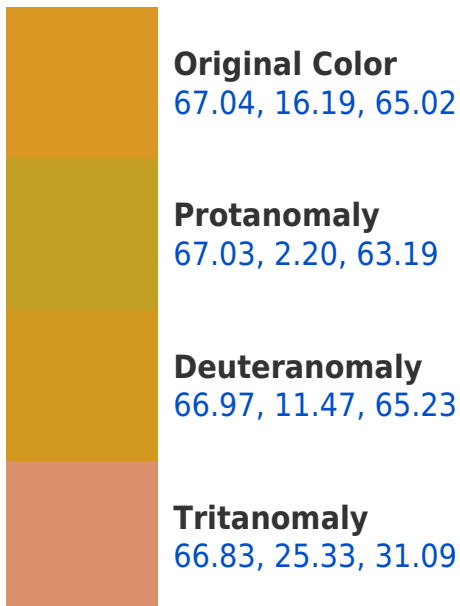 Original Color
67.04, 16.19, 65.02
Protanomaly
67.03, 2.20, 63.19
Deuteranomaly
66.97, 11.47, 65.23
Tritanomaly
66.83, 25.33, 31.09